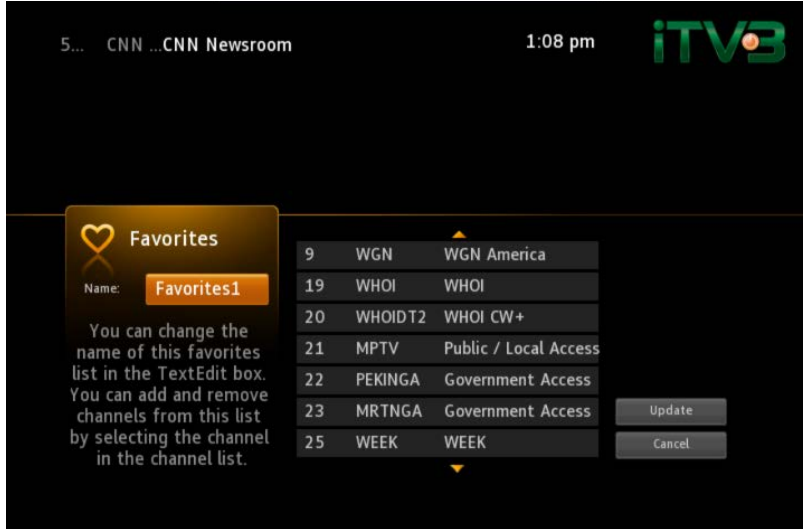 5... CNN ...CNN Newsroom 1:08 pm iTV3
Favorites
Name: Favorites1
You can change the
name of this favorites
list in the TextEdit box.
You can add and remove
channels from this list
by selecting the channel
in the channel list.
9 WGN WGN America
19 WHOI WHOI
20 WHOIDT2 WHOI CW+
21 MPTV Public / Local Access
22 PEKINGA Government Access
23 MRTNGA Government Access
25 WEEK WEEK
Update
Cancel